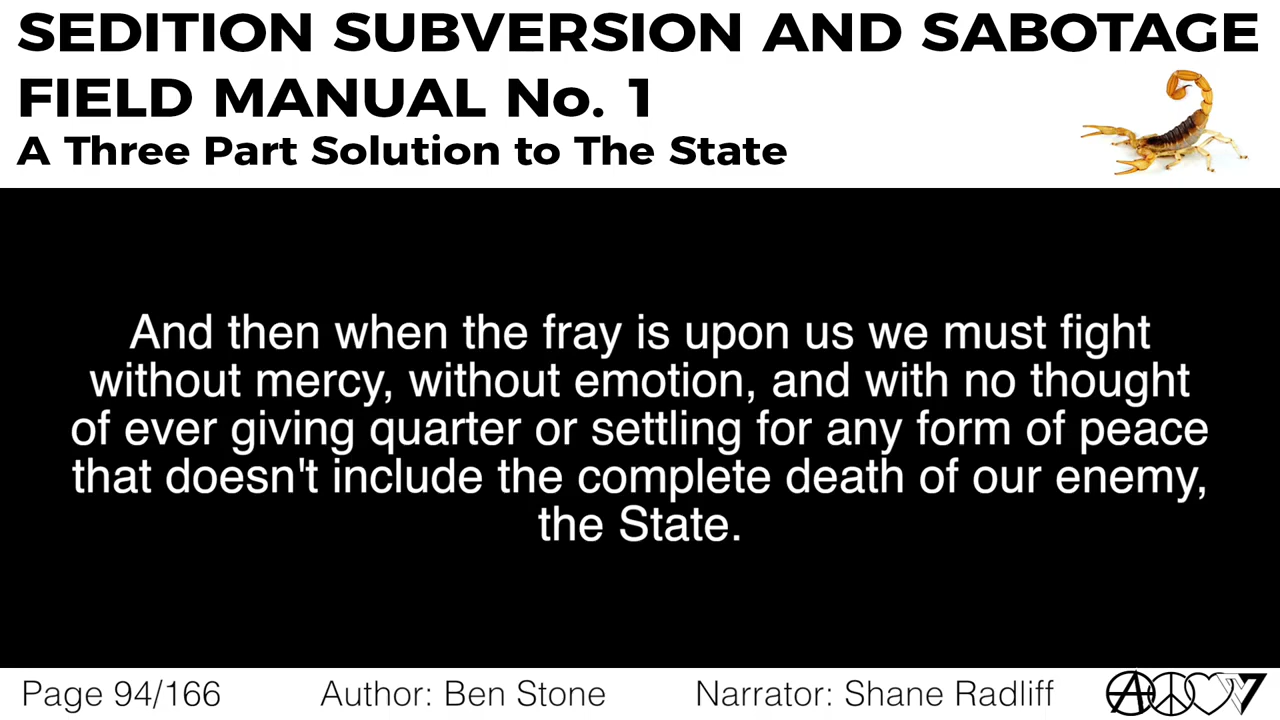 SEDITION SUBVERSION AND SABOTAGE
FIELD MANUAL No. 1
A Three Part Solution to The State
And then when the fray is upon us we must fight
without mercy, without emotion, and with no thought
of ever giving quarter or settling for any form of peace
that doesn't include the complete death of our enemy,
the State.
Page 94/166 Author: Ben Stone Narrator: Shane Radliff